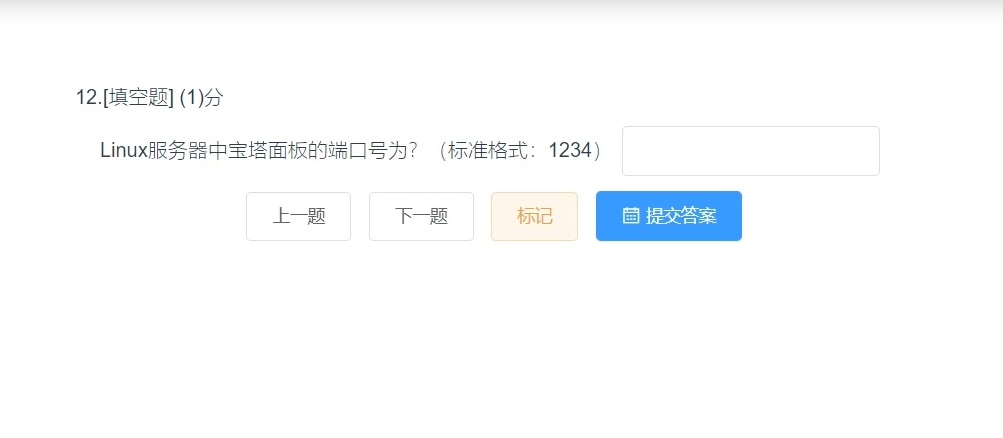 12.[填空题] (1)分
Linux服务器中宝塔面板的端口号为？（标准格式：1234）
上一题 下一题 标记 提交答案